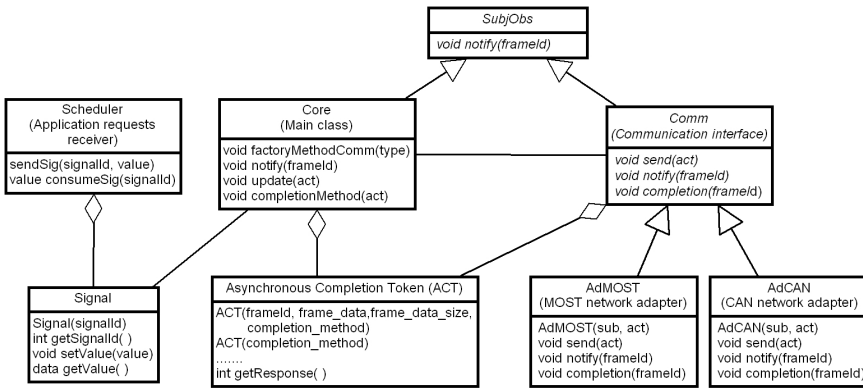 SubjObs
void notify(frameId)
Scheduler
(Application requests
receiver)
sendSig(signalId, value)
value consumeSig(signalId)
Core
(Main class)
void factoryMethodComm(type)
void notify(frameId)
void update(act)
void completionMethod(act)
Comm
(Communication interface)
void send(act)
void notify(frameId)
void completion(frameId)
Signal
Signal(signalId)
int getSignalId( )
void setValue(value)
data getValue( )
Asynchronous Completion Token (ACT)
ACT(frameId, frame_data,frame_data_size,
completion_method)
ACT(completion_method)
.......
int getResponse( )
AdMOST
(MOST network adapter)
AdMOST(sub, act)
void send(act)
void notify(frameId)
void completion(frameId)
AdCAN
(CAN network adapter)
AdCAN(sub, act)
void send(act)
void notify(frameId)
void completion(frameId)